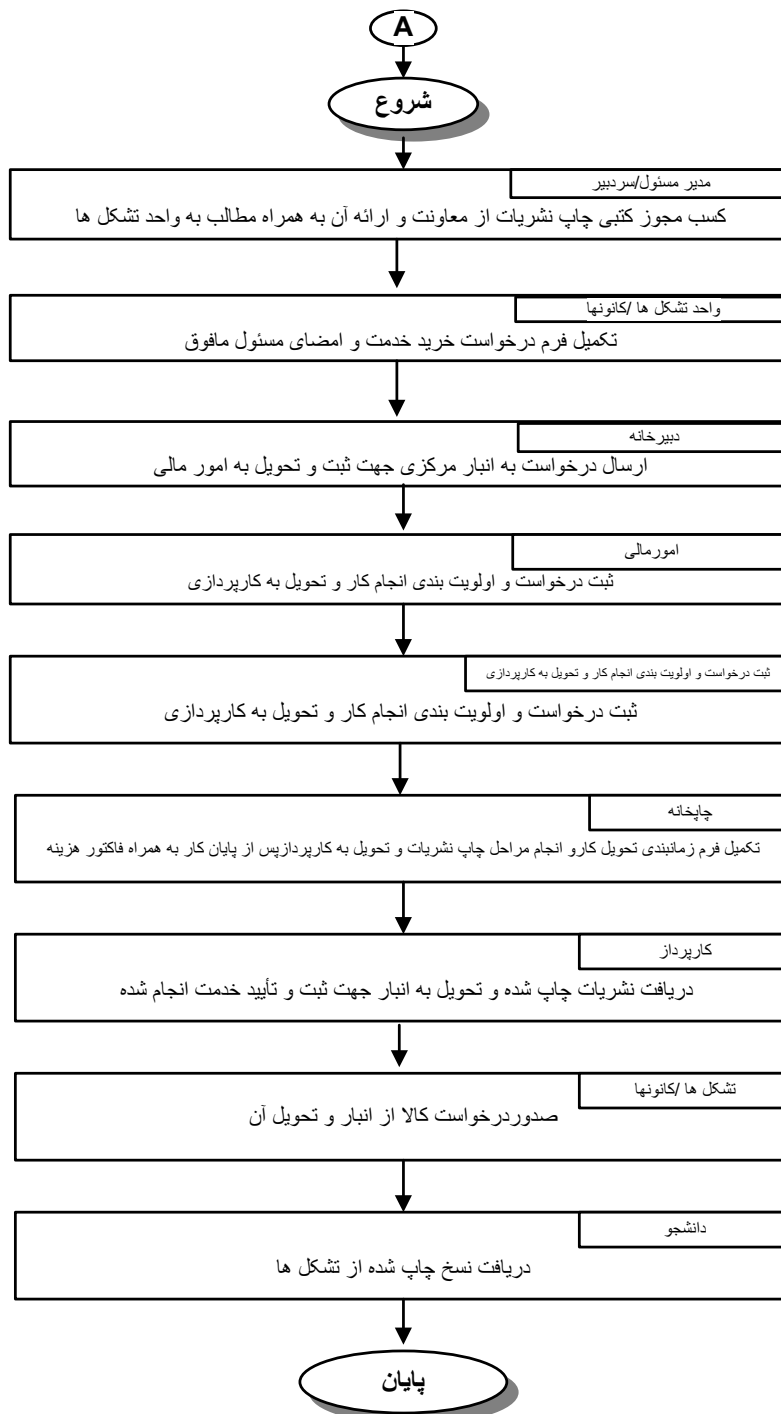 A
شروع
مدیر مسئول/سردبیر
کسب مجوز کتبی چاپ نشریات از معاونت و ارائه آن به همراه مطالب به واحد تشکل ها
واحد تشکل ها /کانونها
تکمیل فرم درخواست خرید خدمت و امضای مسئول مافوق
دبیرخانه
ارسال درخواست به انبار مرکزی جهت ثبت و تحویل به امور مالی
امورمالی
ثبت درخواست و اولویت بندی انجام کار و تحویل به کارپردازی
ثبت درخواست و اولویت بندی انجام کار و تحویل به کارپردازی
ثبت درخواست و اولویت بندی انجام کار و تحویل به کارپردازی
چاپخانه
تکمیل فرم زمانبندی تحویل کارو انجام مراحل چاپ نشریات و تحویل به کارپردازپس از پایان کار به همراه فاکتور هزینه
کارپرداز
دریافت نشریات چاپ شده و تحویل به انبار جهت ثبت و تأیید خدمت انجام شده
تشکل ها /کانونها
صدوردرخواست کالا از انبار و تحویل آن
دانشجو
دریافت نسخ چاپ شده از تشکل ها
پایان